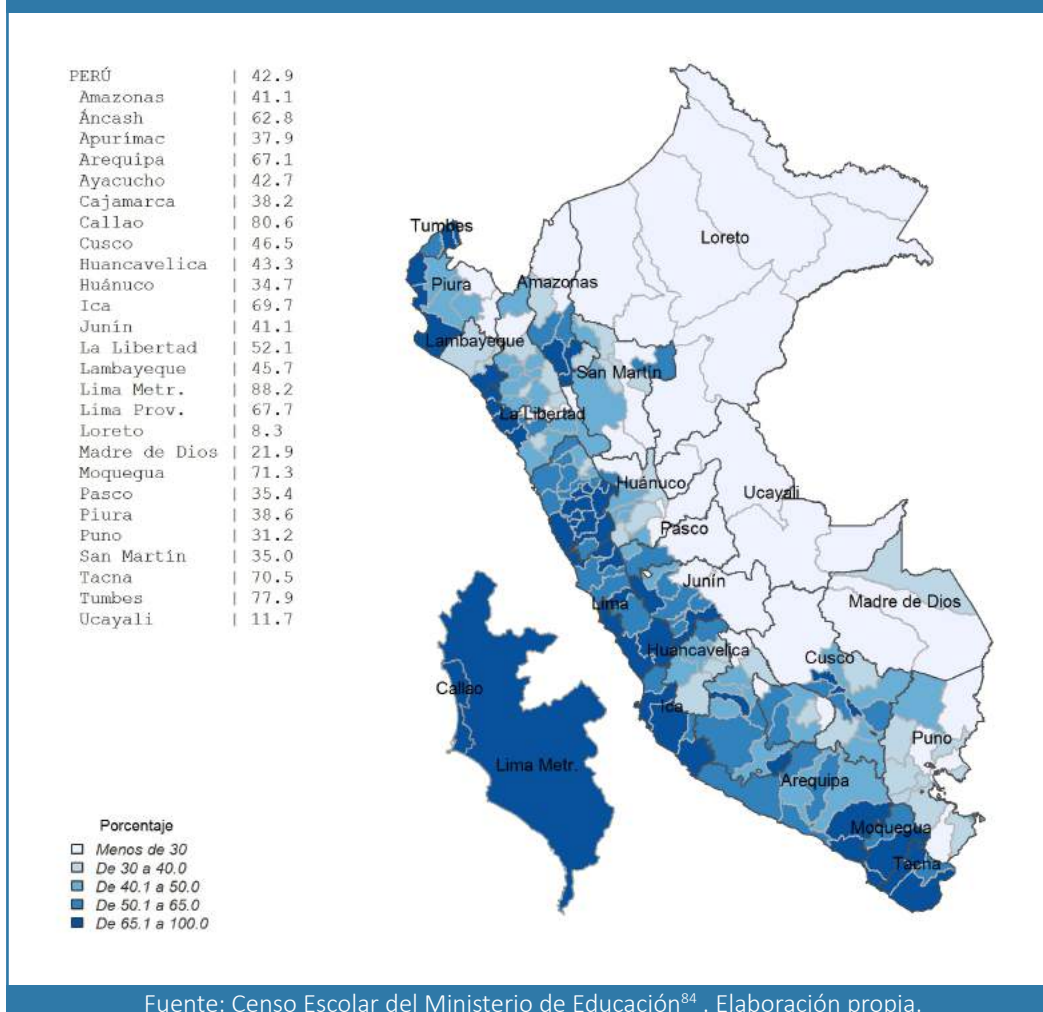 PERÚ | 42.9
Amazonas | 41.1
Áncash | 62.8
Apurímac | 37.9
Arequipa | 67.1
Ayacucho | 42.7
Cajamarca | 38.2
Callao | 80.6
Cusco | 46.5
Huancavelica | 43.3
Huánuco | 34.7
Ica | 69.7
Junín | 41.1
La Libertad | 52.1
Lambayeque | 45.7
Lima Metr. | 88.2
Lima Prov. | 67.7
Loreto | 8.3
Madre de Dios | 21.9
Moquegua | 71.3
Pasco | 35.4
Piura | 38.6
Puno | 31.2
San Martín | 35.0
Tacna | 70.5
Tumbes | 77.9
Ucayali | 11.7
Tumbes
Loreto
Piura
Amazonas
Lambayeque
San Martín
La Libertad
Huánuco
Ucayali
Pasco
Junín
Lima
Madre de Dios
Huancavelica
Cusco
Callao
Ica
Puno
Lima Metr.
Arequipa
Moquegua
Tacna
Porcentaje
Menos de 30
De 30 a 40.0
De 40.1 a 50.0
De 50.1 a 65.0
De 65.1 a 100.0
Fuente: Censo Escolar del Ministerio de Educación⁸⁴ . Elaboración propia.